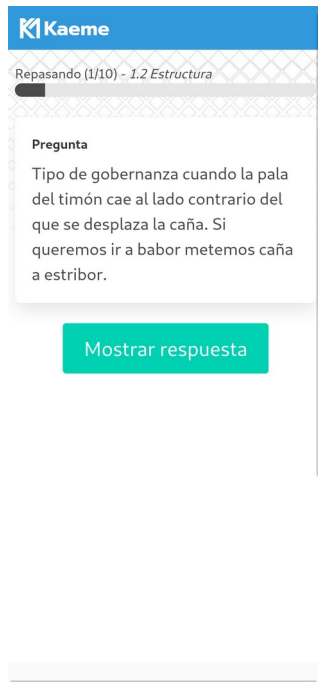 Kaeme
Repasando (1/10) - 1.2 Estructura
Pregunta
Tipo de gobernanza cuando la pala
del timón cae al lado contrario del
que se desplaza la caña. Si
queremos ir a babor metemos caña
a estribor.
Mostrar respuesta